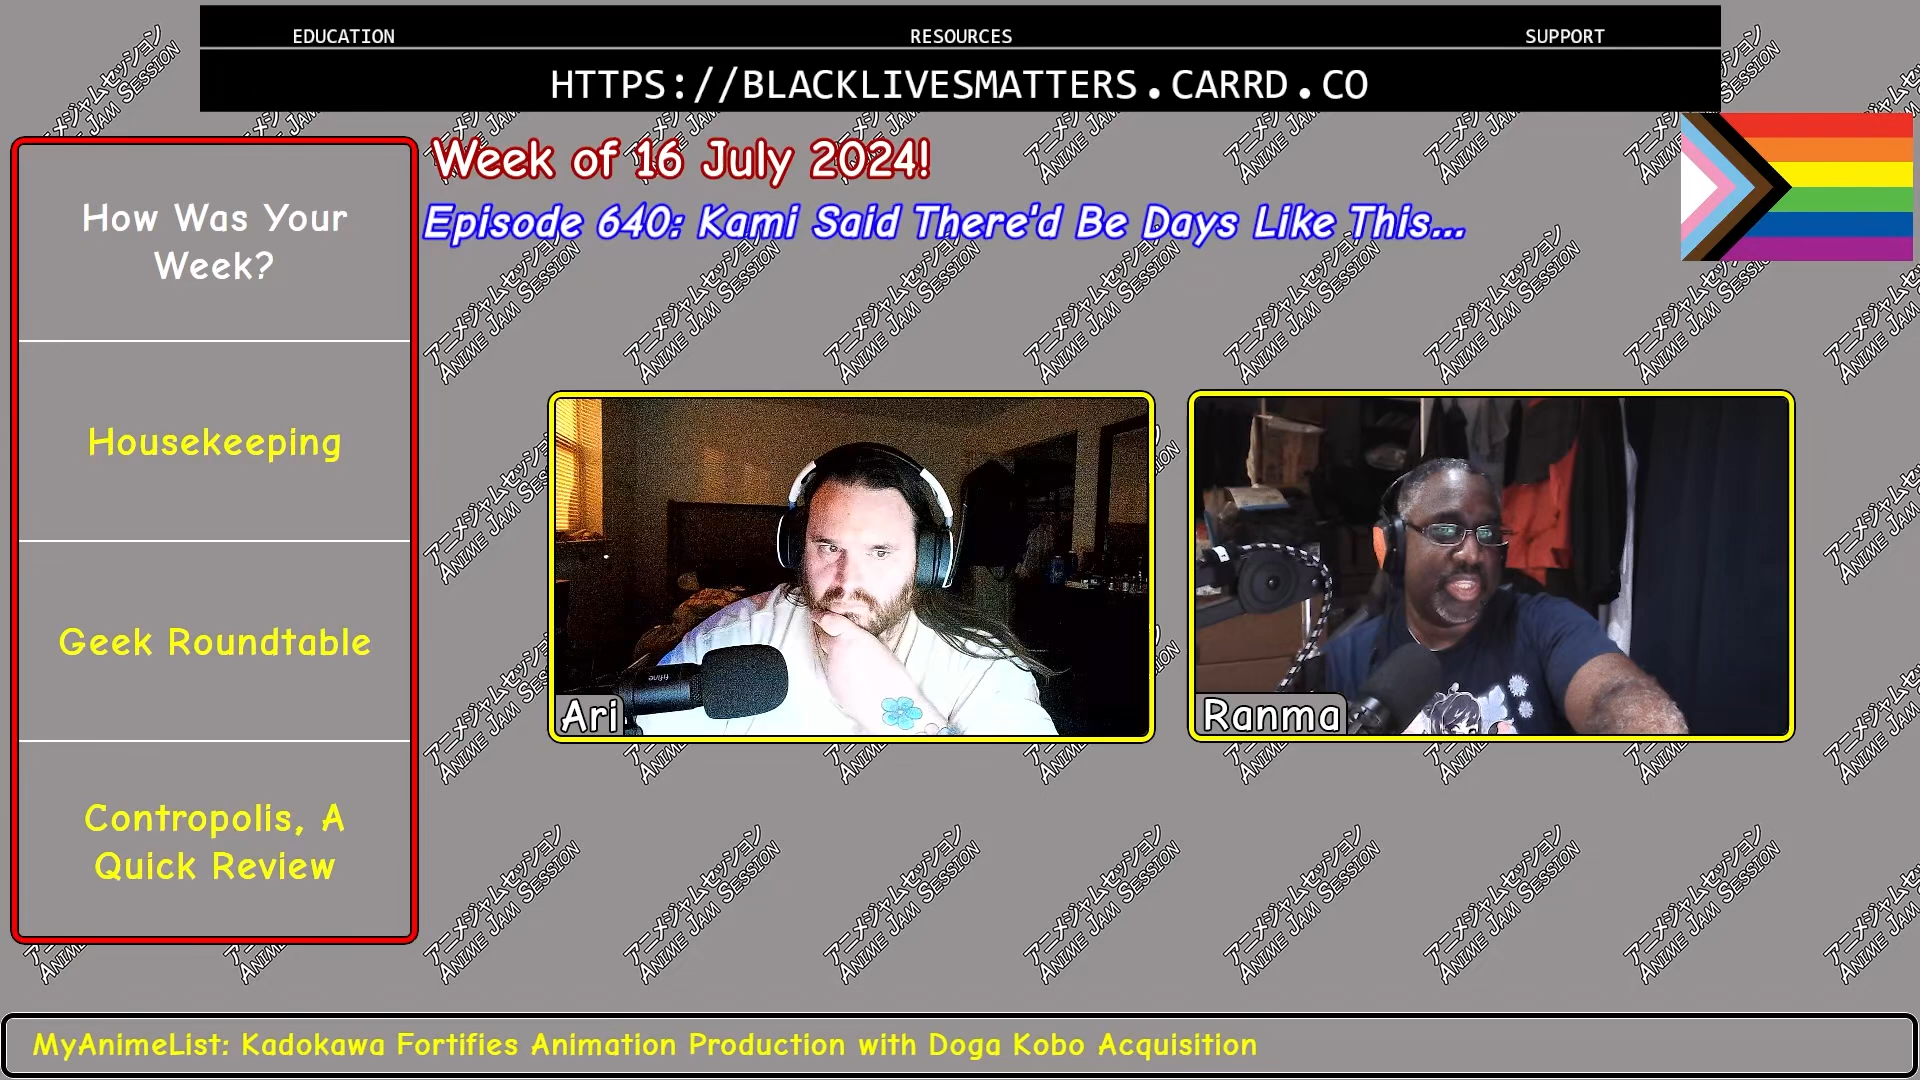 EDUCATION
RESOURCES
SUPPORT
HTTPS://BLACKLIVESMATTERS.CARRD.CO
Week of 16 July 2024!
Episode 640: Kami Said There'd Be Days Like This...
How Was Your
Week?
Housekeeping
Geek Roundtable
Contropolis, A
Quick Review
アニメジャムセッション
ANIME JAM SESSION
fifine
Ari
Ranma
MyAnimeList: Kadokawa Fortifies Animation Production with Doga Kobo Acquisition